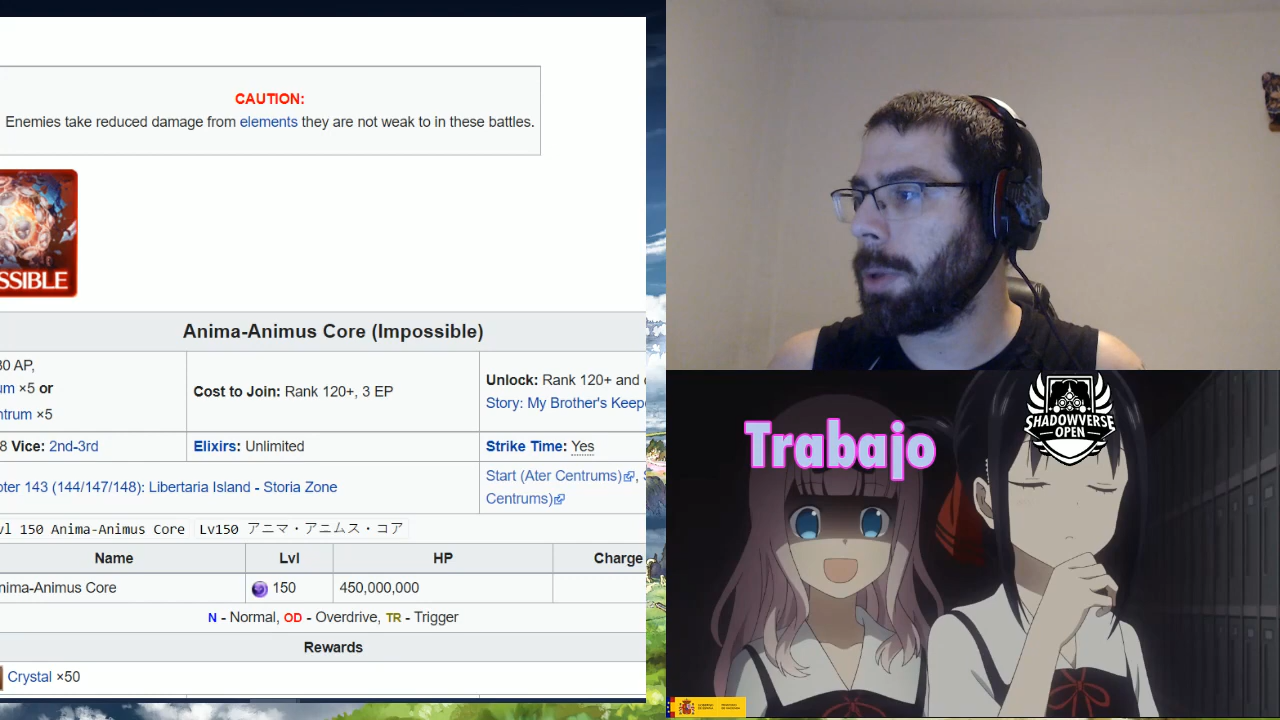 CAUTION:
Enemies take reduced damage from elements they are not weak to in these battles.
SSIBLE
Anima-Animus Core (Impossible)
30 AP,
um ×5 or
ntrum ×5
Cost to Join: Rank 120+, 3 EP
Unlock: Rank 120+ and
Story: My Brother's Keep
8 Vice: 2nd-3rd
Elixirs: Unlimited
Strike Time: Yes
pter 143 (144/147/148): Libertaria Island - Storia Zone
Start (Ater Centrums),
Centrums)
vl 150 Anima-Animus Core Lv150 アニマ・アニムス・コア
Name Lvl HP Charge
nima-Animus Core 150 450,000,000
N - Normal, OD - Overdrive, TR - Trigger
Rewards
Crystal ×50
Trabajo
SHADOWVERSE
OPEN